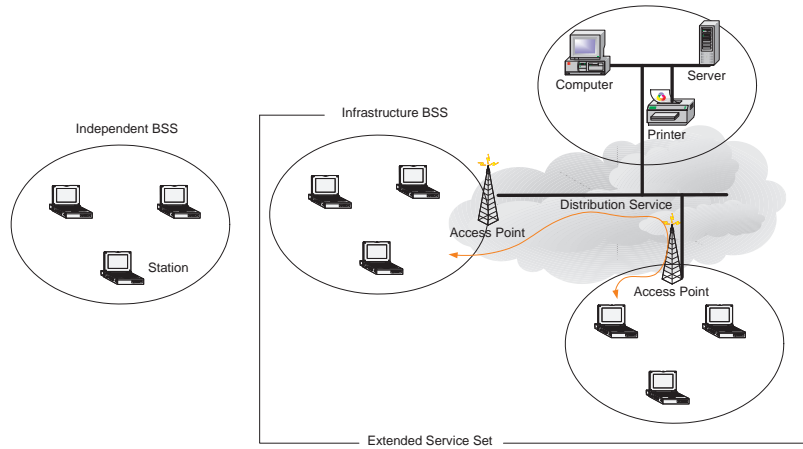 Computer
Server
Printer
Independent BSS
Infrastructure BSS
Station
Access Point
Distribution Service
Access Point
Extended Service Set